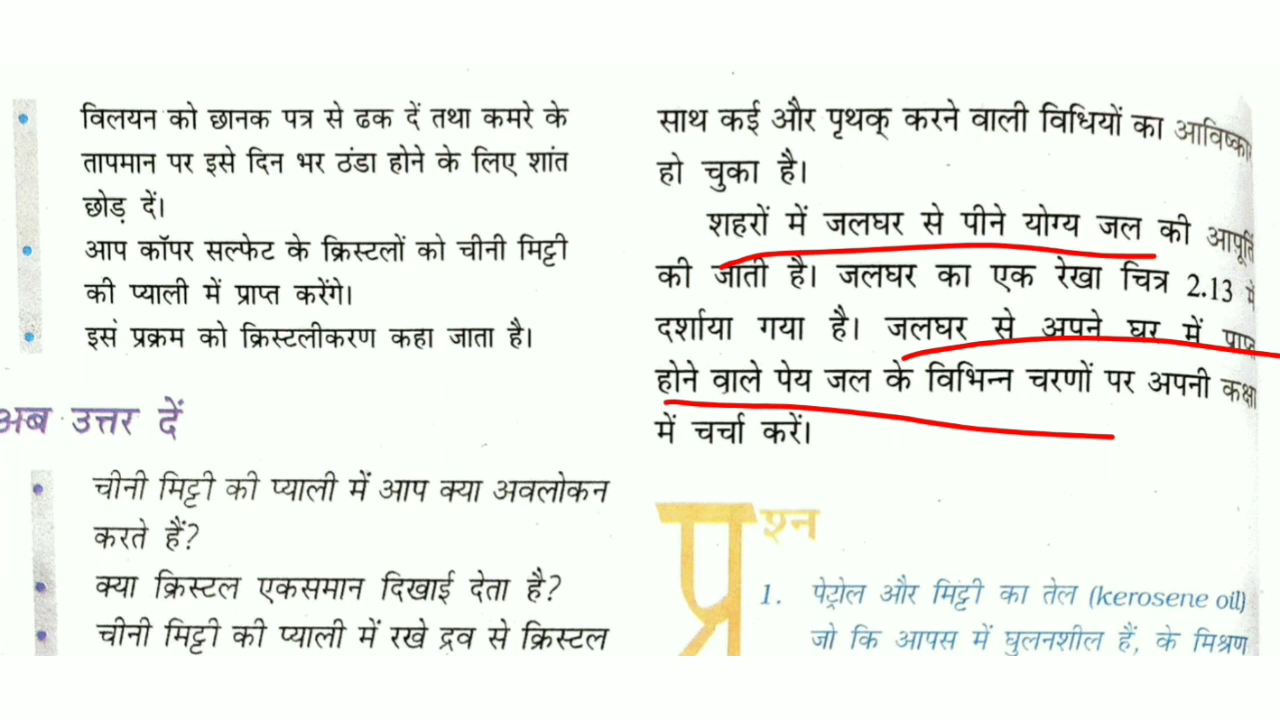 विलयन को छानक पत्र से ढक दें तथा कमरे के
तापमान पर इसे दिन भर ठंडा होने के लिए शांत
छोड़ दें।
आप कॉपर सल्फेट के क्रिस्टलों को चीनी मिट्टी
की प्याली में प्राप्त करेंगे।
इस प्रक्रम को क्रिस्टलीकरण कहा जाता है।
अब उत्तर दें
चीनी मिट्टी की प्याली में आप क्या अवलोकन
करते हैं?
क्या क्रिस्टल एकसमान दिखाई देता है?
चीनी मिट्टी की प्याली में रखे द्रव से क्रिस्टल
साथ कई और पृथक् करने वाली विधियों का आविष्कार
हो चुका है।
शहरों में जलघर से पीने योग्य जल की आपूर्ति
की जाती है। जलघर का एक रेखा चित्र 2.13 में
दर्शाया गया है। जलघर से अपने घर में प्राप्त
होने वाले पेय जल के विभिन्न चरणों पर अपनी कक्षा
में चर्चा करें।
प्रश्न
1. पेट्रोल और मिट्टी का तेल (kerosene oil)
जो कि आपस में घुलनशील हैं, के मिश्रण